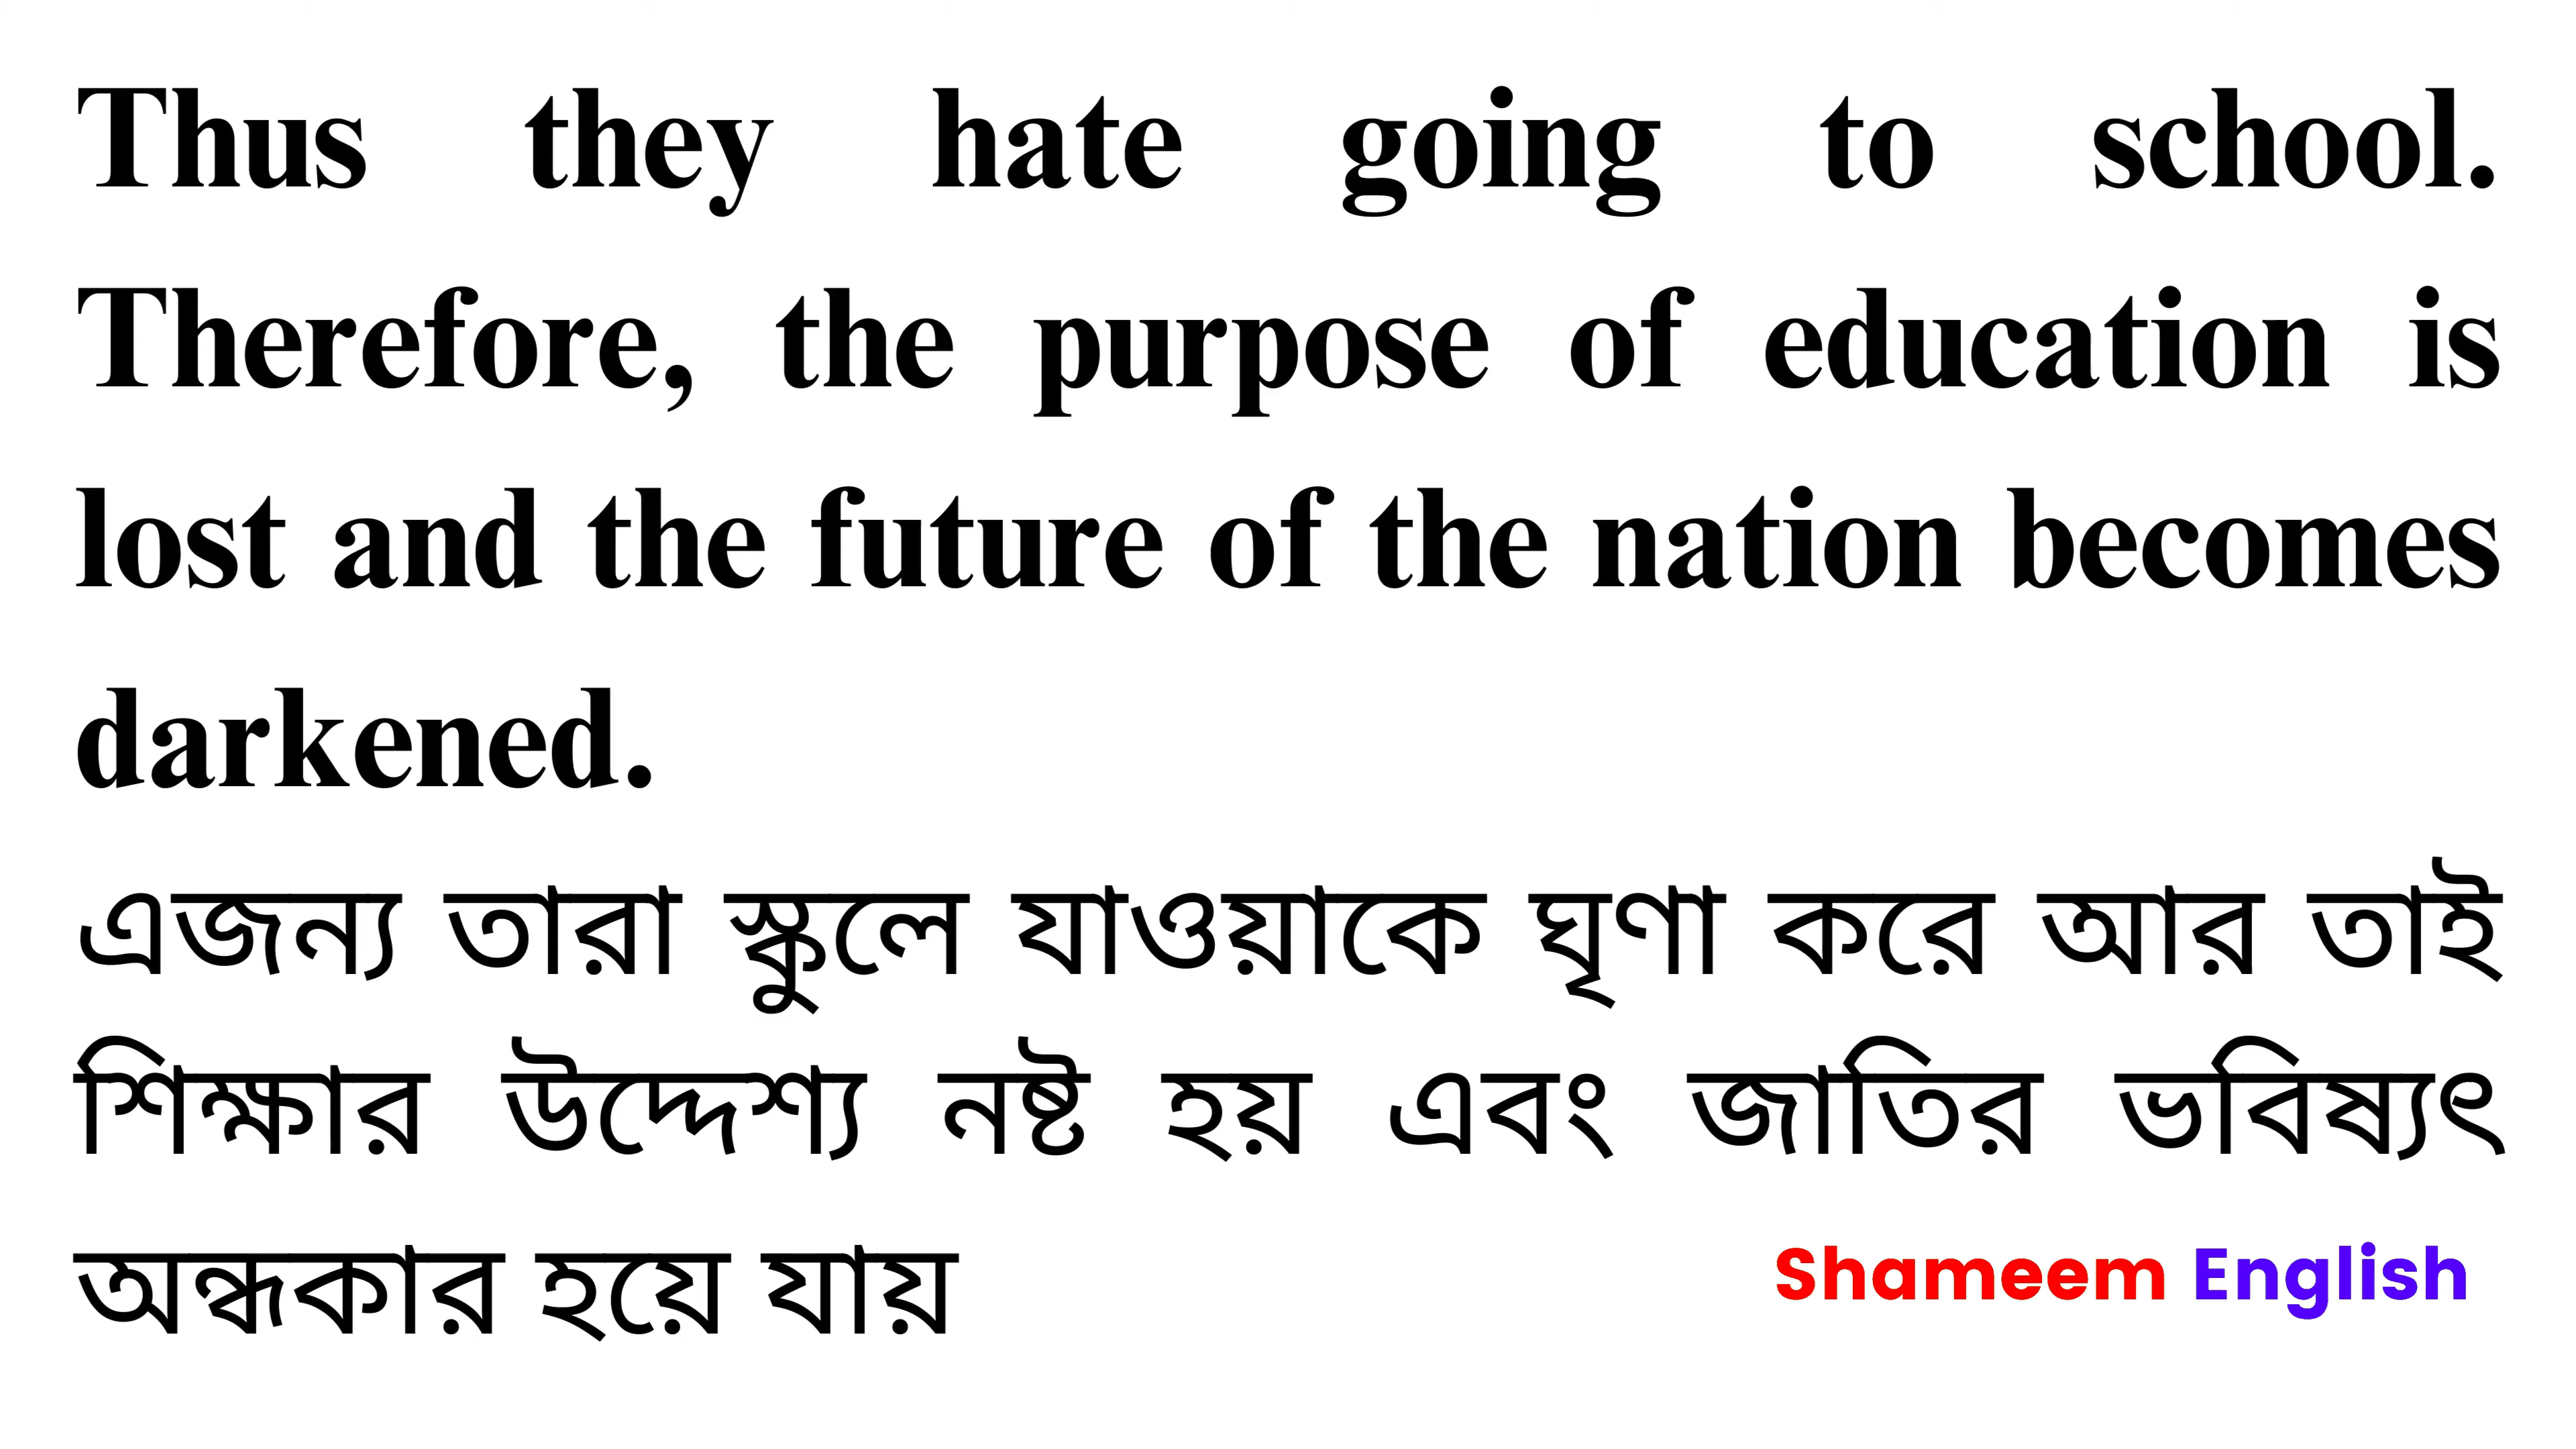 Thus they hate going to school.
Therefore, the purpose of education is
lost and the future of the nation becomes
darkened.
এজন্য তারা স্কুলে যাওয়াকে ঘৃণা করে আর তাই
শিক্ষার উদ্দেশ্য নষ্ট হয় এবং জাতির ভবিষ্যৎ
অন্ধকার হয়ে যায়
Shameem English